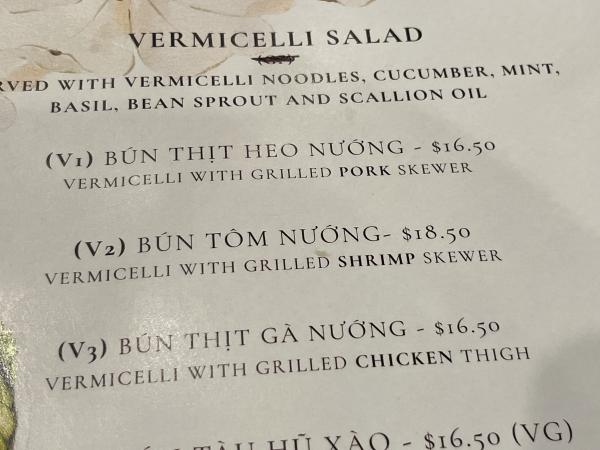 VERMICELLI SALAD
RVED WITH VERMICELLI NOODLES, CUCUMBER, MINT,
BASIL, BEAN SPROUT AND SCALLION OIL
(V1) BÚN THỊT HEO NƯỚNG - $16.50
VERMICELLI WITH GRILLED PORK SKEWER
(V2) BÚN TÔM NƯỚNG- $18.50
VERMICELLI WITH GRILLED SHRIMP SKEWER
(V3) BÚN THỊT GÀ NƯỚNG - $16.50
VERMICELLI WITH GRILLED CHICKEN THIGH
TÀU HŨ XÀO - $16.50 (VG)